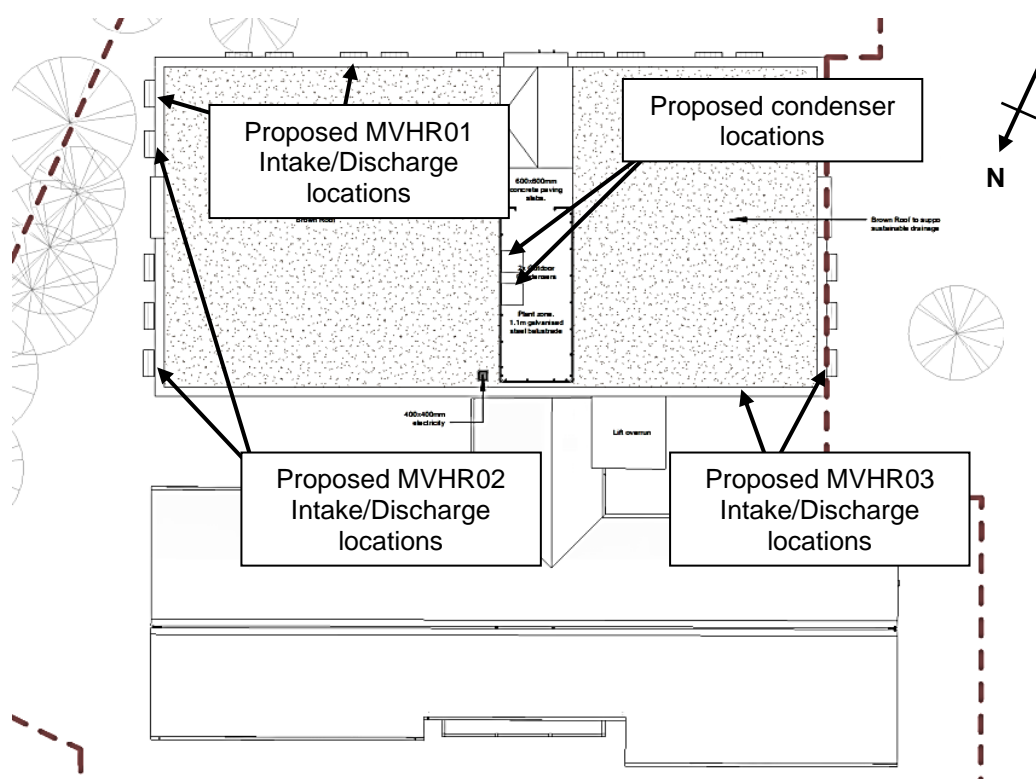 Proposed MVHR01
Intake/Discharge
locations
Proposed condenser
locations
N
600x600mm
concrete paving
slabs.
Brown Roof
Brown Roof to suppo
sustainable drainage
2x Outdoor
Plant zone.
1.1m galvanised
steel balustrade
400x400mm
electricity
Lift overrun
Proposed MVHR02
Intake/Discharge
locations
Proposed MVHR03
Intake/Discharge
locations